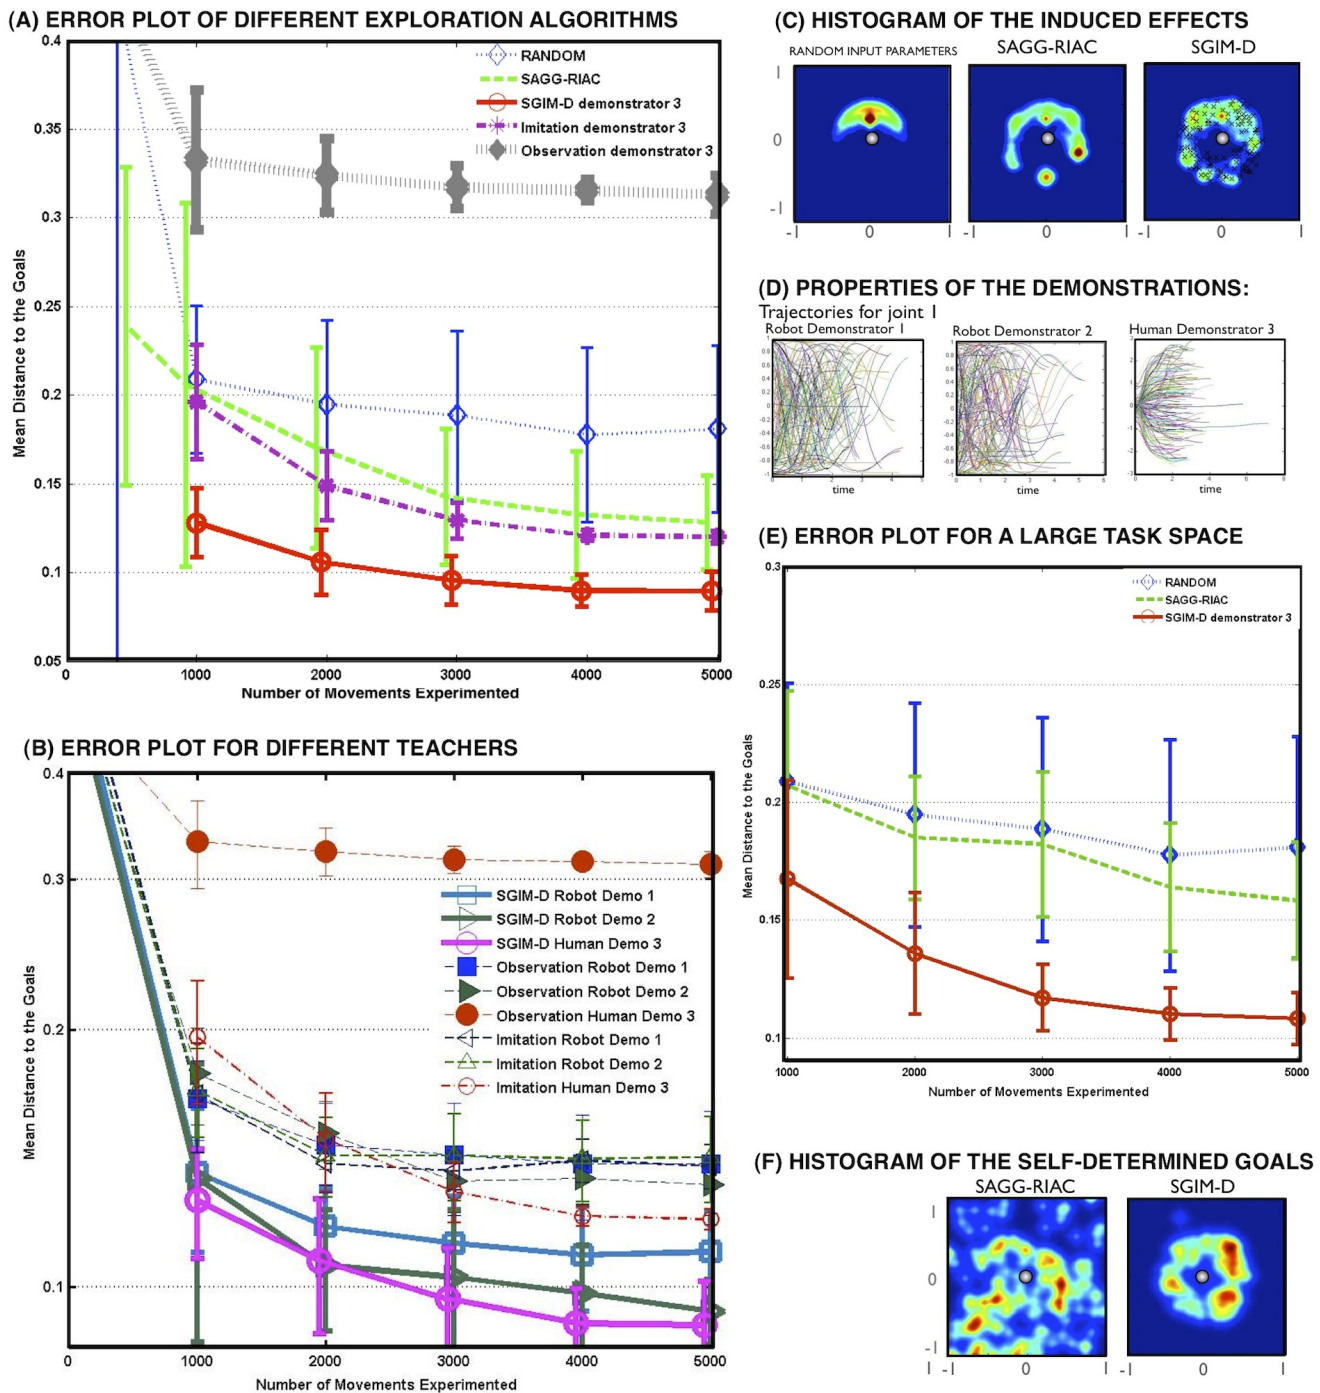 (A) ERROR PLOT OF DIFFERENT EXPLORATION ALGORITHMS
0.4
0.35
0.3
0.25
0.2
0.15
0.1
0.05
Mean Distance to the Goals
RANDOM
SAGG-RIAC
SGIM-D demonstrator 3
Imitation demonstrator 3
Observation demonstrator 3
0 1000 2000 3000 4000 5000
Number of Movements Experimented
(B) ERROR PLOT FOR DIFFERENT TEACHERS
0.4
0.3
0.2
0.1
Mean Distance to the Goals
SGIM-D Robot Demo 1
SGIM-D Robot Demo 2
SGIM-D Human Demo 3
Observation Robot Demo 1
Observation Robot Demo 2
Observation Human Demo 3
Imitation Robot Demo 1
Imitation Robot Demo 2
Imitation Human Demo 3
0 1000 2000 3000 4000 5000
Number of Movements Experimented
(C) HISTOGRAM OF THE INDUCED EFFECTS
RANDOM INPUT PARAMETERS SAGG-RIAC SGIM-D
1
0
-1
-1 0 1 -1 0 1 -1 0 1
(D) PROPERTIES OF THE DEMONSTRATIONS:
Trajectories for joint 1
Robot Demonstrator 1 Robot Demonstrator 2 Human Demonstrator 3
time time time
(E) ERROR PLOT FOR A LARGE TASK SPACE
0.3
0.25
0.2
0.15
0.1
Mean Distance to the Goals
RANDOM
SAGG-RIAC
SGIM-D demonstrator 3
1000 2000 3000 4000 5000
Number of Movements Experimented
(F) HISTOGRAM OF THE SELF-DETERMINED GOALS
SAGG-RIAC SGIM-D
1
0
-1
1 -1 0 1 -1 0 1